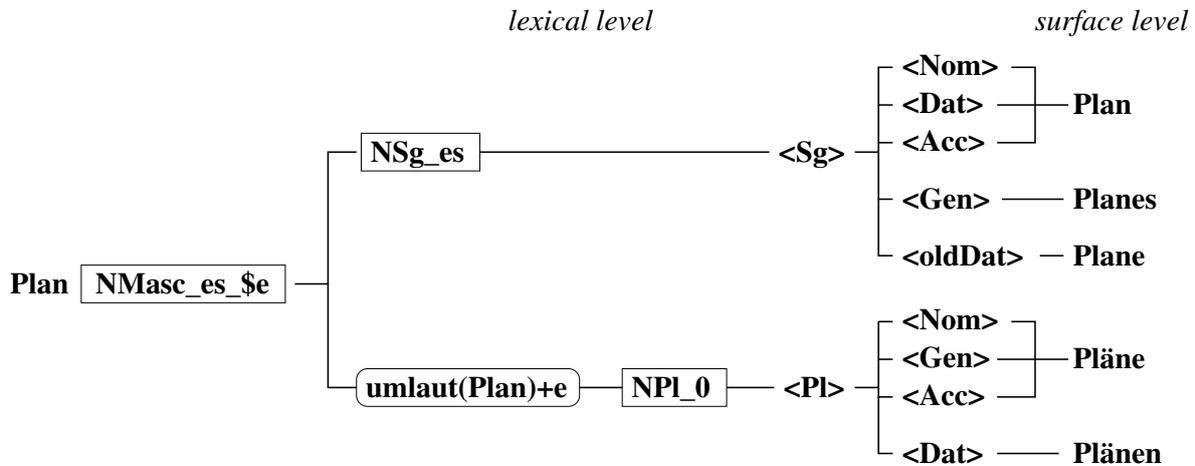 lexical level surface level
<Nom>
<Dat> Plan
<Acc>
NSg_es <Sg>
<Gen> Planes
<oldDat> Plane
Plan NMasc_es_$e
<Nom>
<Gen> Pläne
umlaut(Plan)+e NPl_0 <Pl>
<Acc>
<Dat> Plänen